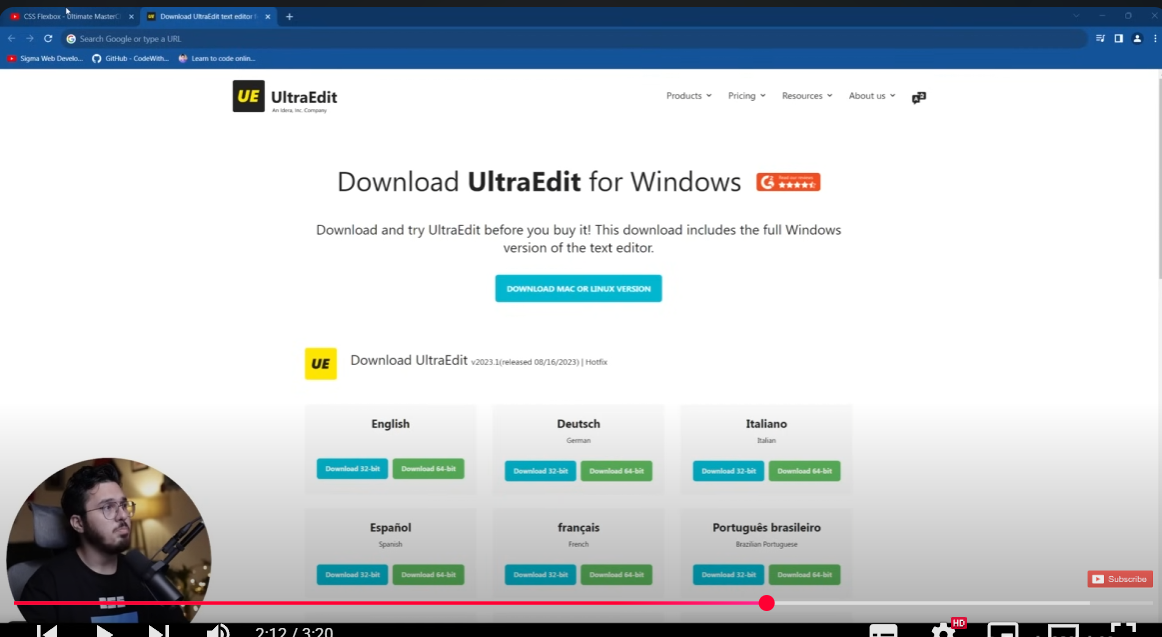 CSS Flexbox - Ultimate MasterC
Download UltraEdit text editor
Search Google or type a URL
Sigma Web Develo...
GitHub - CodeWith...
Learn to code onlin...
UE
UltraEdit
An Idera, Inc. Company
Products
Pricing
Resources
About us
Download UltraEdit for Windows
Download and try UltraEdit before you buy it! This download includes the full Windows
version of the text editor.
DOWNLOAD MAC OR LINUX VERSION
UE
Download UltraEdit v2023.1(released 08/16/2023) | Hotfix
English
Deutsch
Italiano
German
Italian
Download 32-bit
Download 64-bit
Download 32-bit
Download 64-bit
Download 32-bit
Download 64-bit
Español
français
Português brasileiro
Spanish
French
Brazilian Portuguese
Download 32-bit
Download 64-bit
Download 32-bit
Download 64-bit
Download 32-bit
Download 64-bit
Subscribe
2:12 / 3:20
HD